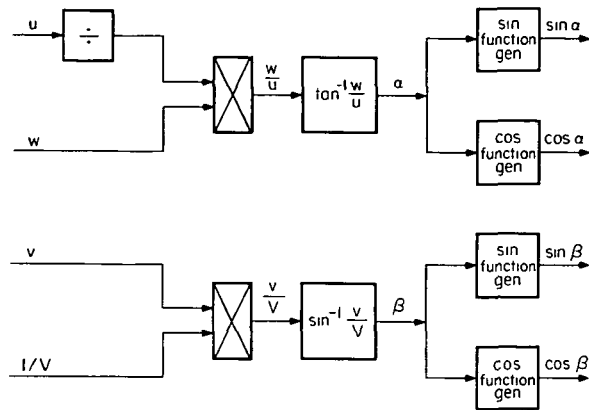 u
÷
w
w/u
tan⁻¹ w/u
α
sin
function
gen
sin α
cos
function
gen
cos α
v
1/V
v/V
sin⁻¹ v/V
β
sin
function
gen
sin β
cos
function
gen
cos β